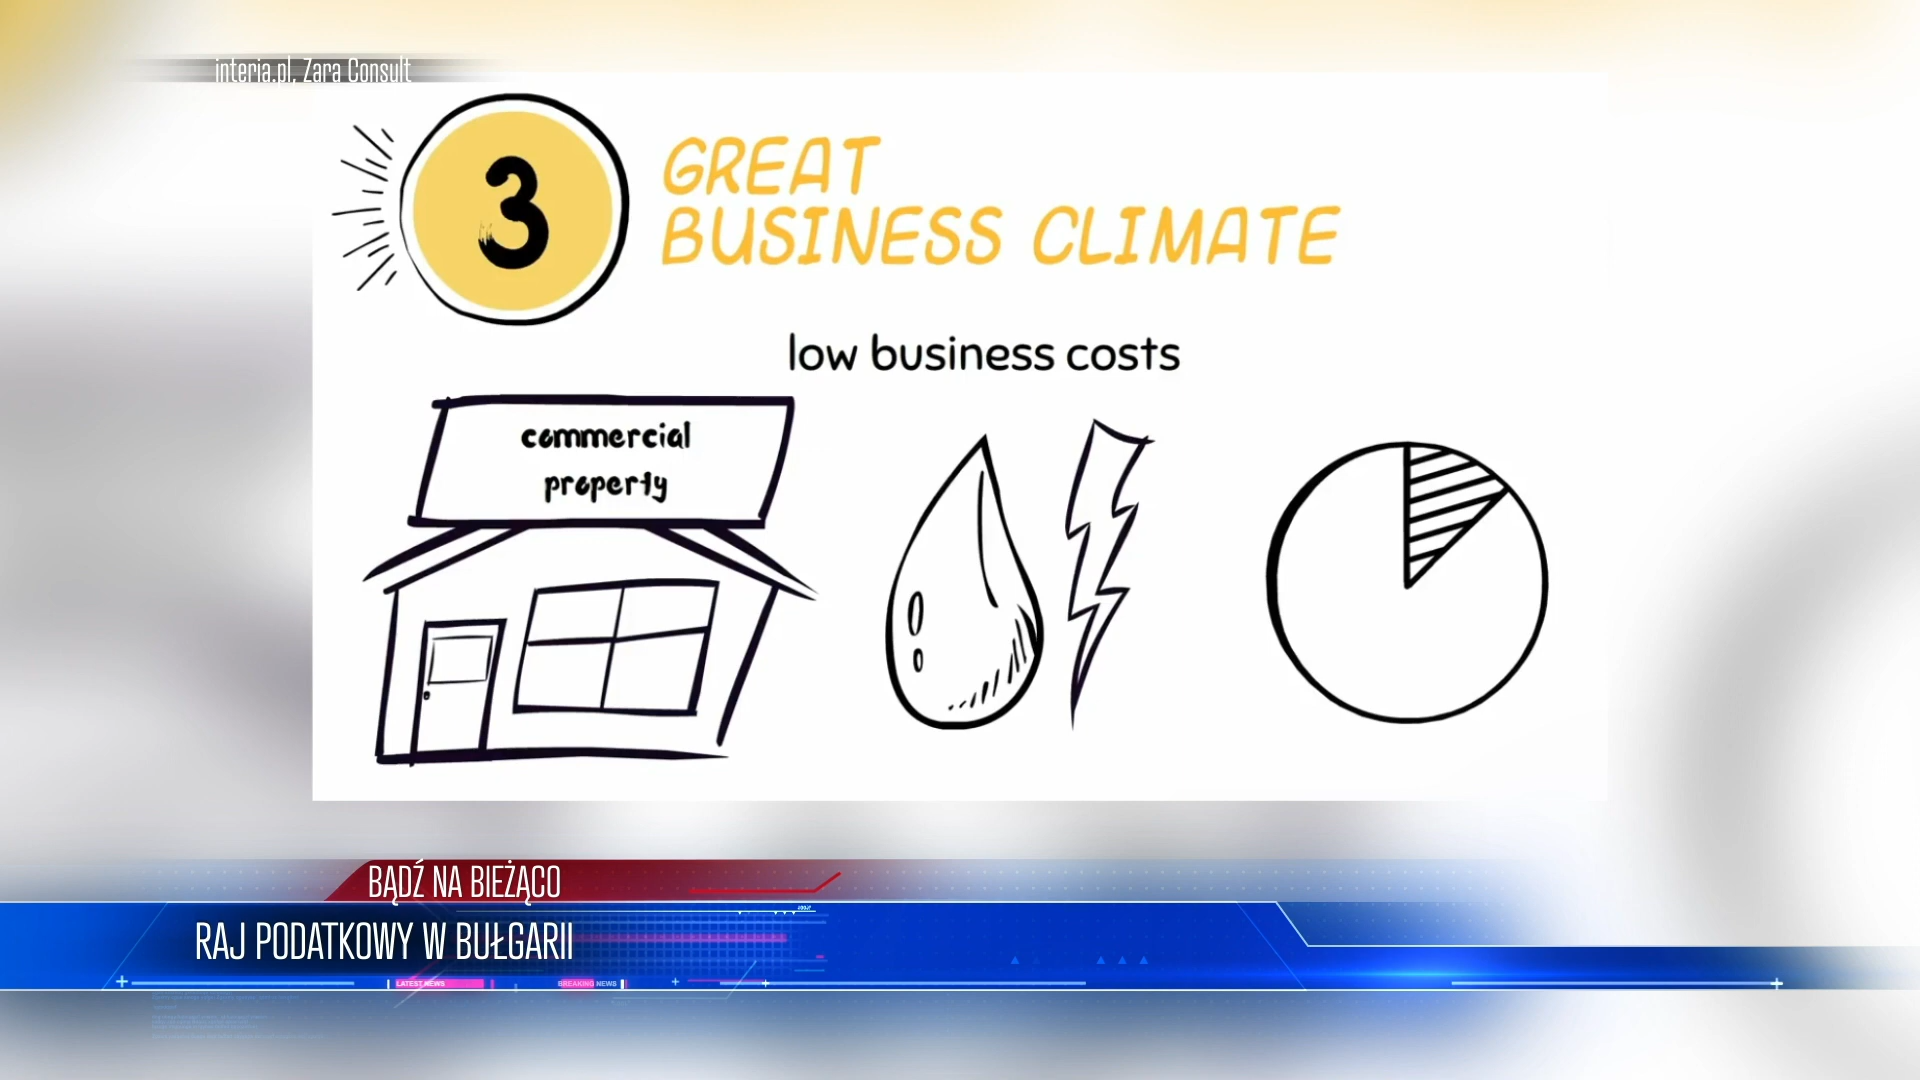 interia.pl, Zara Consult
3
GREAT
BUSINESS CLIMATE
low business costs
commercial
property
BĄDŹ NA BIEŻĄCO
RAJ PODATKOWY W BUŁGARII
LATEST NEWS
BREAKING NEWS